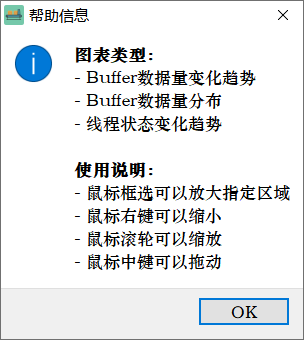 帮助信息
图表类型：
- Buffer数据量变化趋势
- Buffer数据量分布
- 线程状态变化趋势
使用说明：
- 鼠标框选可以放大指定区域
- 鼠标右键可以缩小
- 鼠标滚轮可以缩放
- 鼠标中键可以拖动
OK